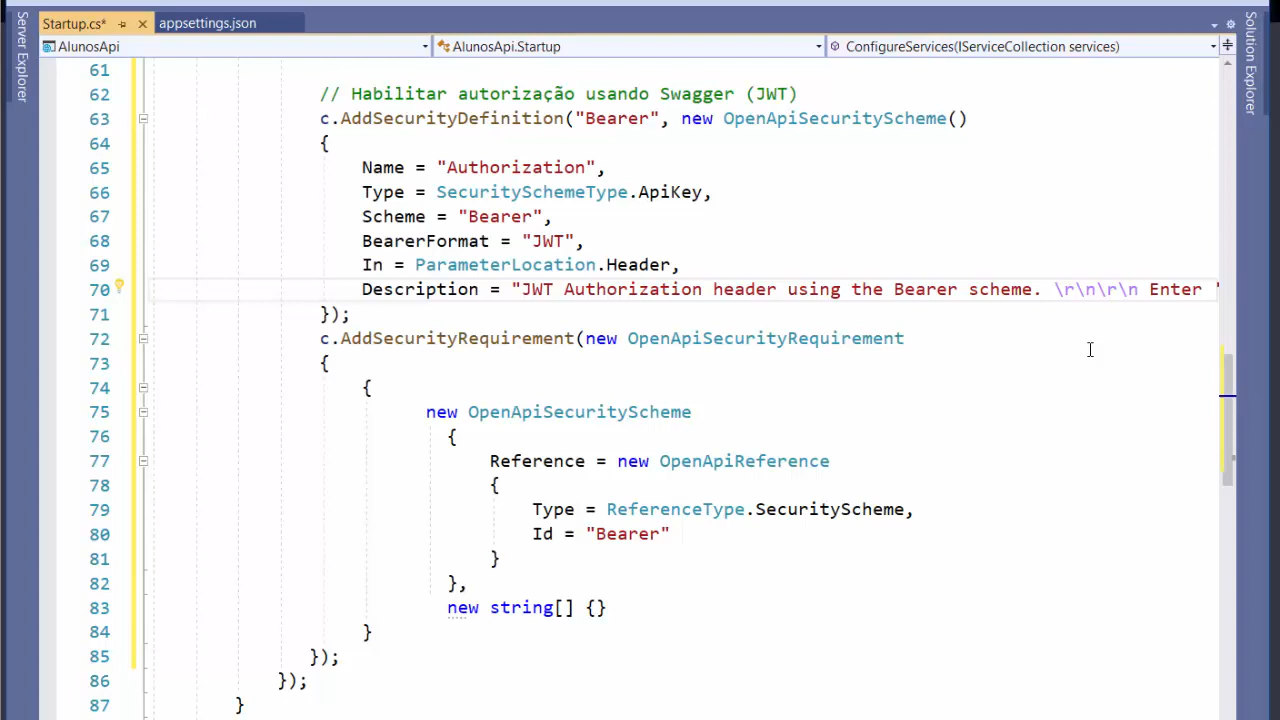 Startup.cs*
appsettings.json
AlunosApi
AlunosApi.Startup
ConfigureServices(IServiceCollection services)
Server Explorer
Solution Explorer
61
62 // Habilitar autorização usando Swagger (JWT)
63 c.AddSecurityDefinition("Bearer", new OpenApiSecurityScheme()
64 {
65 Name = "Authorization",
66 Type = SecuritySchemeType.ApiKey,
67 Scheme = "Bearer",
68 BearerFormat = "JWT",
69 In = ParameterLocation.Header,
70 Description = "JWT Authorization header using the Bearer scheme. \r\n\r\n Enter '
71 });
72 c.AddSecurityRequirement(new OpenApiSecurityRequirement
73 {
74 {
75 new OpenApiSecurityScheme
76 {
77 Reference = new OpenApiReference
78 {
79 Type = ReferenceType.SecurityScheme,
80 Id = "Bearer"
81 }
82 },
83 new string[] {}
84 }
85 });
86 });
87 }